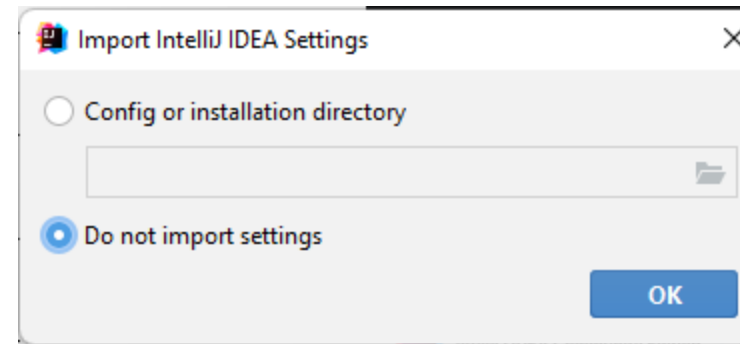 Import IntelliJ IDEA Settings
Config or installation directory
Do not import settings
OK